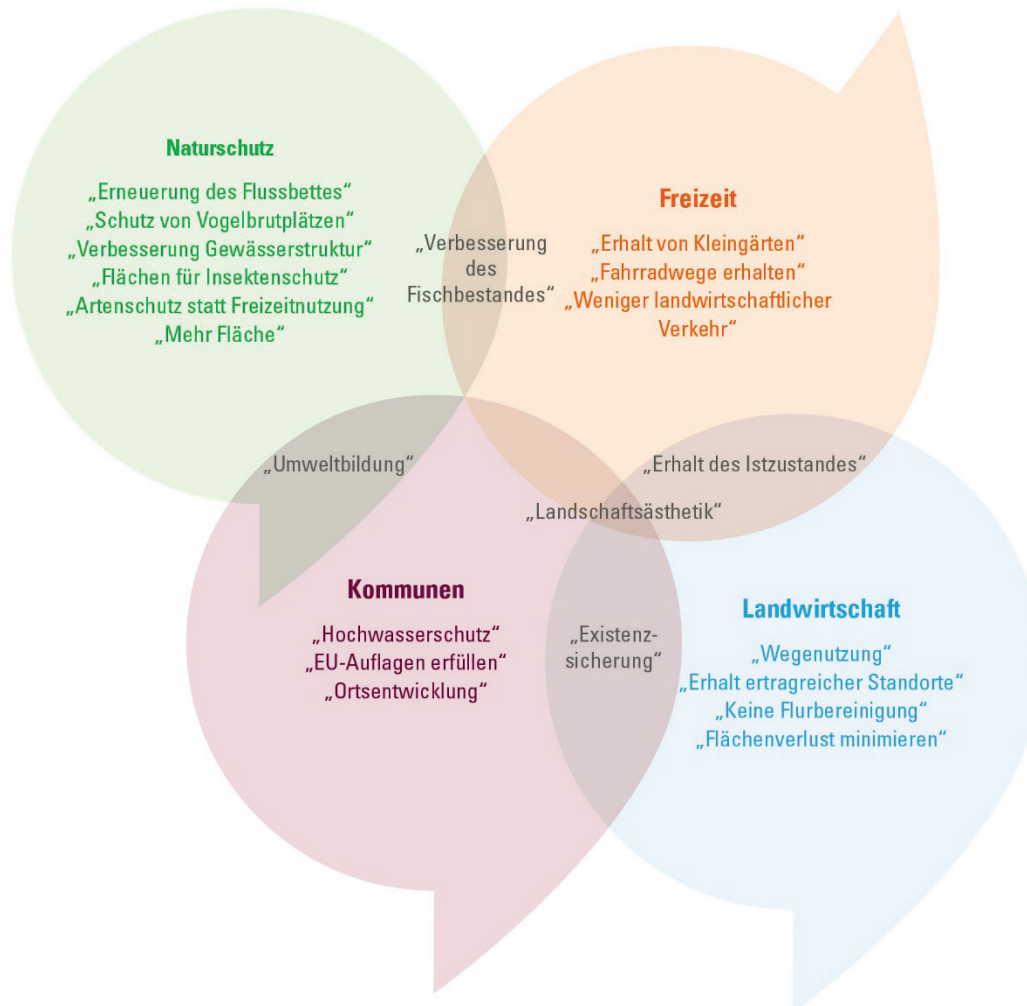 Naturschutz
„Erneuerung des Flussbettes“
„Schutz von Vogelbrutplätzen“
„Verbesserung Gewässerstruktur“
„Flächen für Insektenschutz“
„Artenschutz statt Freizeitnutzung“
„Mehr Fläche“
„Verbesserung
des
Fischbestandes“
Freizeit
„Erhalt von Kleingärten“
„Fahrradwege erhalten“
„Weniger landwirtschaftlicher
Verkehr“
„Umweltbildung“
„Erhalt des Istzustandes“
„Landschaftsästhetik“
Kommunen
„Hochwasserschutz“
„EU-Auflagen erfüllen“
„Ortsentwicklung“
„Existenz-
sicherung“
Landwirtschaft
„Wegenutzung“
„Erhalt ertragreicher Standorte“
„Keine Flurbereinigung“
„Flächenverlust minimieren“